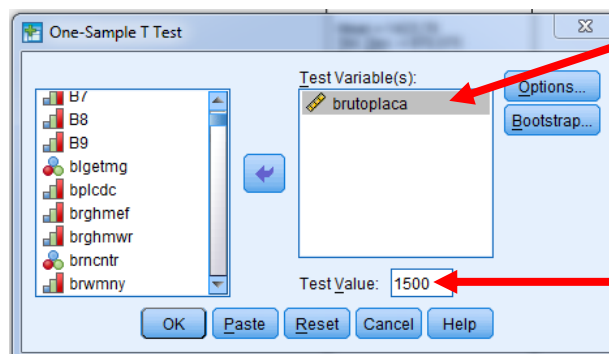 One-Sample T Test
B7
B8
B9
blgetmg
bplcdc
brghmef
brghmwr
brncntr
brwmny
Test Variable(s):
brutoplaca
Options...
Bootstrap...
Test Value: 1500
OK Paste Reset Cancel Help